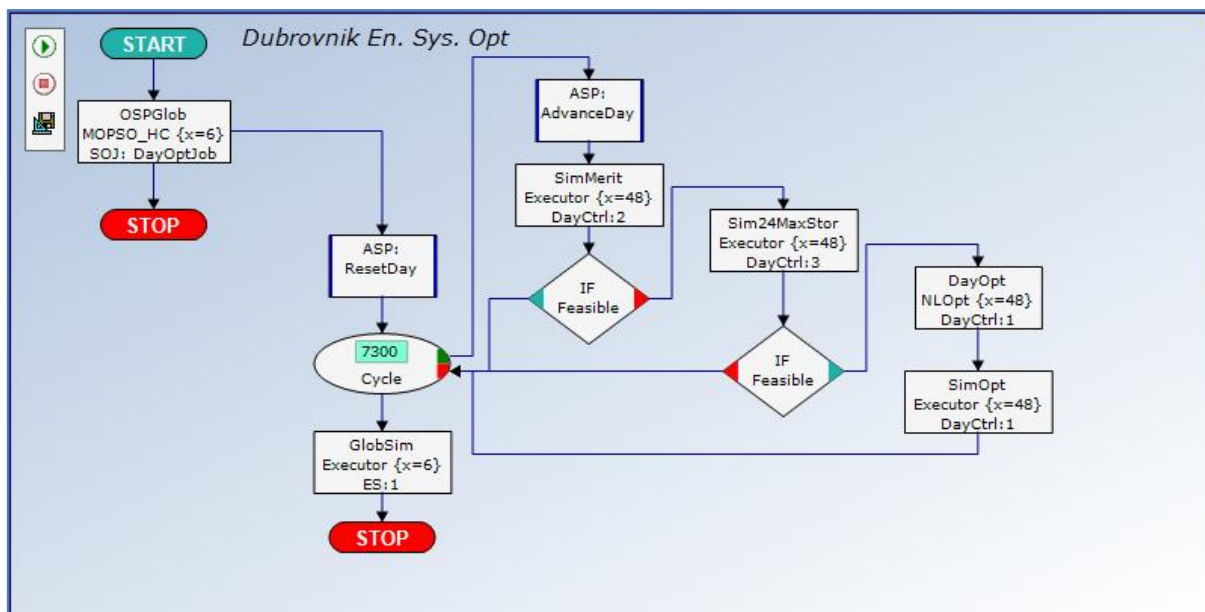 START
Dubrovnik En. Sys. Opt
OSPGlob
MOPSO_HC {x=6}
SOJ: DayOptJob
STOP
ASP:
ResetDay
7300
Cycle
GlobSim
Executor {x=6}
ES:1
STOP
ASP:
AdvanceDay
SimMerit
Executor {x=48}
DayCtrl:2
IF
Feasible
Sim24MaxStor
Executor {x=48}
DayCtrl:3
IF
Feasible
DayOpt
NLOpt {x=48}
DayCtrl:1
SimOpt
Executor {x=48}
DayCtrl:1